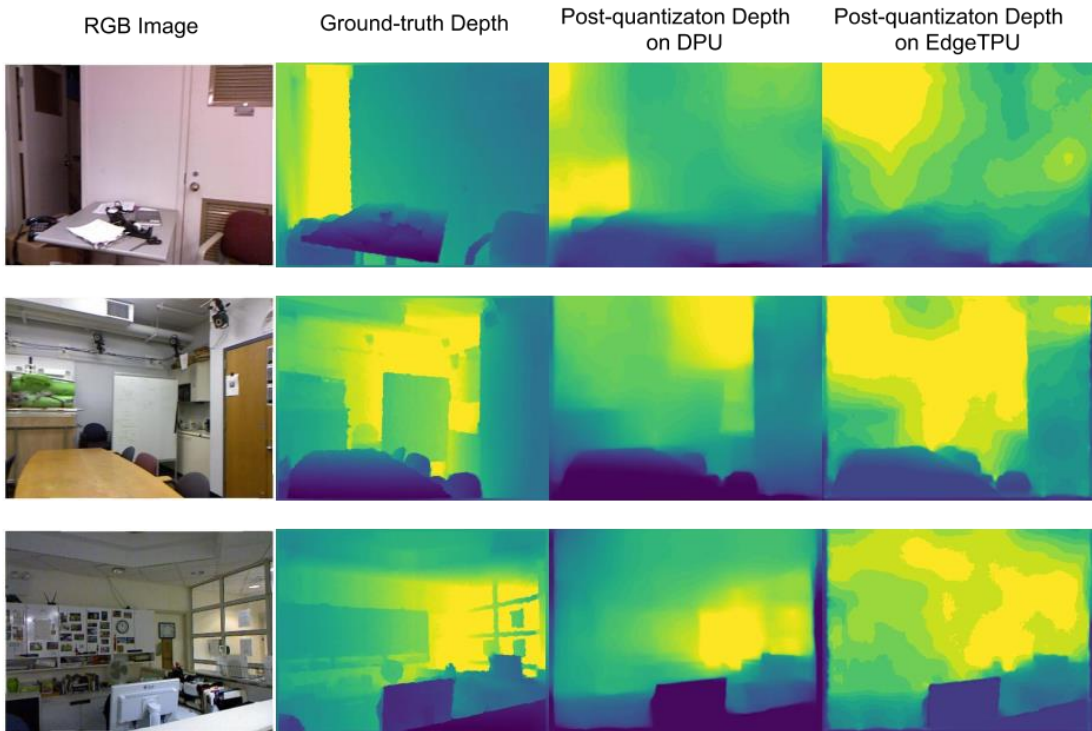 RGB Image
Ground-truth Depth
Post-quantizaton Depth
on DPU
Post-quantizaton Depth
on EdgeTPU